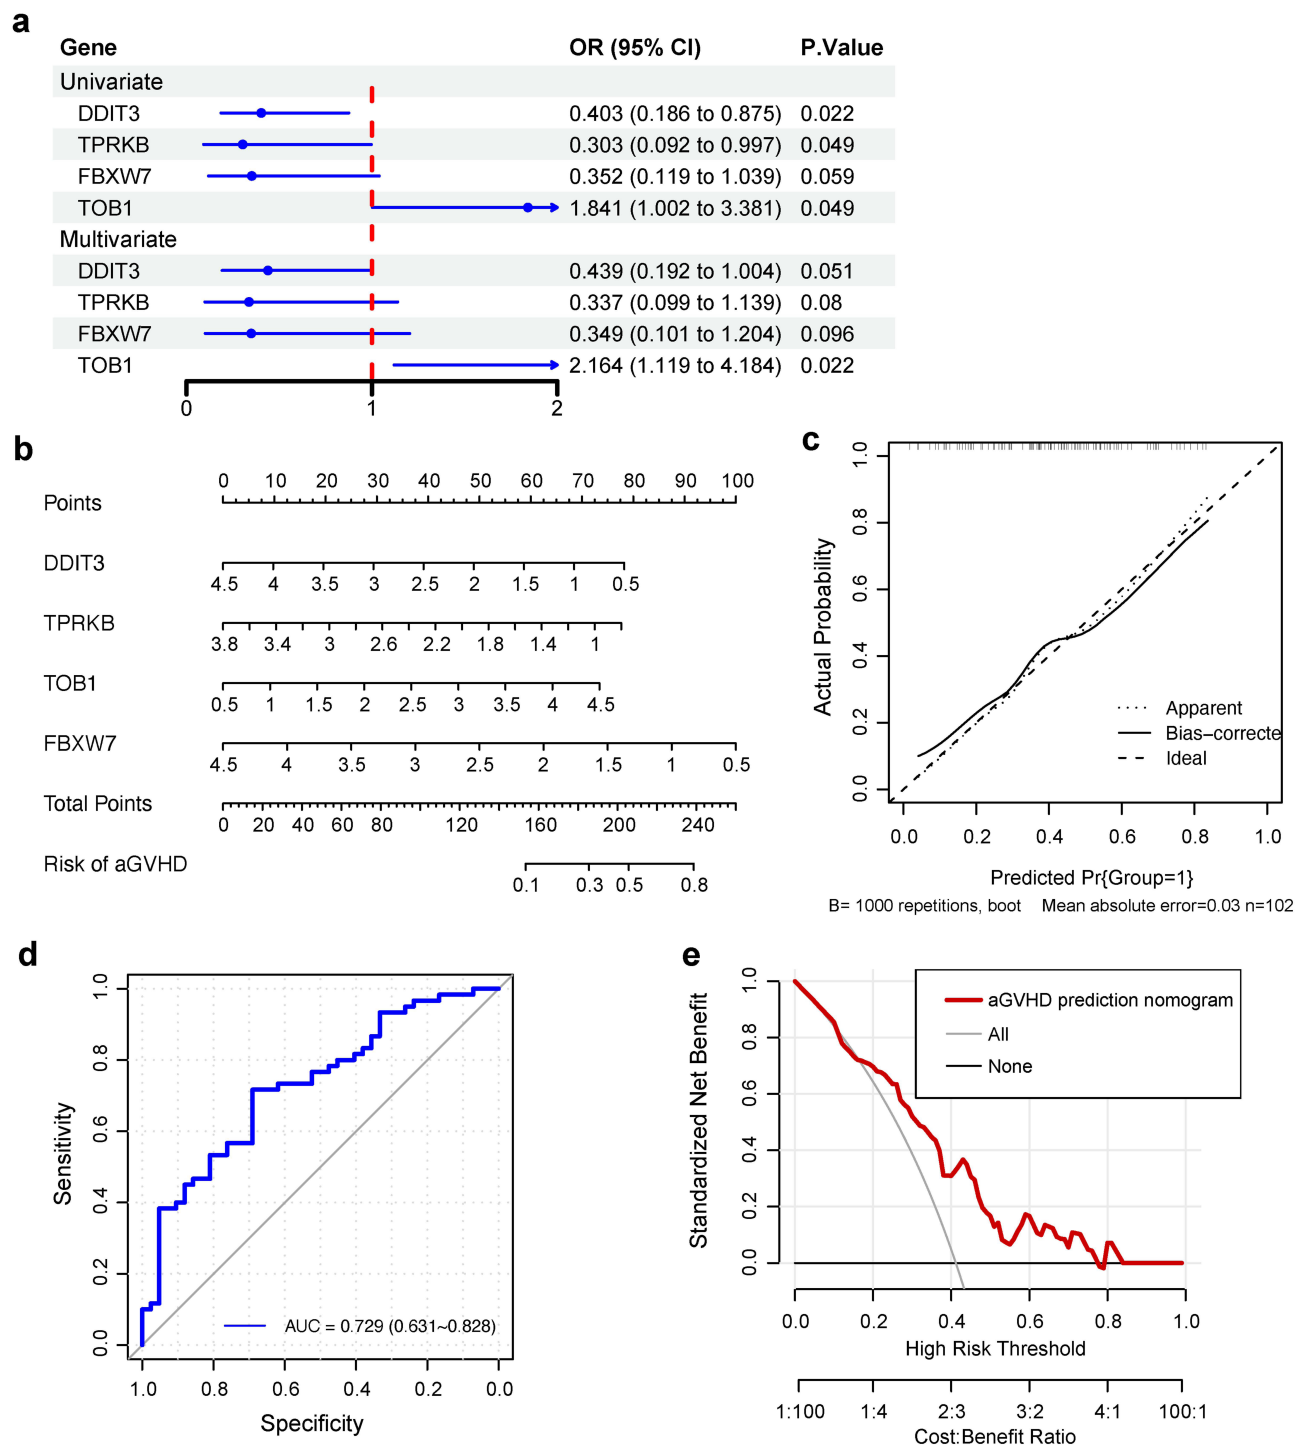 a
Gene OR (95% CI) P.Value
Univariate
DDIT3 0.403 (0.186 to 0.875) 0.022
TPRKB 0.303 (0.092 to 0.997) 0.049
FBXW7 0.352 (0.119 to 1.039) 0.059
TOB1 1.841 (1.002 to 3.381) 0.049
Multivariate
DDIT3 0.439 (0.192 to 1.004) 0.051
TPRKB 0.337 (0.099 to 1.139) 0.08
FBXW7 0.349 (0.101 to 1.204) 0.096
TOB1 2.164 (1.119 to 4.184) 0.022
0 1 2
b
0 10 20 30 40 50 60 70 80 90 100
Points
DDIT3
4.5 4 3.5 3 2.5 2 1.5 1 0.5
TPRKB
3.8 3.4 3 2.6 2.2 1.8 1.4 1
TOB1
0.5 1 1.5 2 2.5 3 3.5 4 4.5
FBXW7
4.5 4 3.5 3 2.5 2 1.5 1 0.5
Total Points
0 20 40 60 80 120 160 200 240
Risk of aGVHD
0.1 0.3 0.5 0.8
c
Actual Probability
1.0
0.8
0.6
0.4
0.2
0.0
Apparent
Bias-correcte
Ideal
0.0 0.2 0.4 0.6 0.8 1.0
Predicted Pr{Group=1}
B= 1000 repetitions, boot Mean absolute error=0.03 n=102
d
Sensitivity
1.0
0.8
0.6
0.4
0.2
0.0
AUC = 0.729 (0.631~0.828)
1.0 0.8 0.6 0.4 0.2 0.0
Specificity
e
Standardized Net Benefit
1.0
0.8
0.6
0.4
0.2
0.0
aGVHD prediction nomogram
All
None
0.0 0.2 0.4 0.6 0.8 1.0
High Risk Threshold
1:100 1:4 2:3 3:2 4:1 100:1
Cost:Benefit Ratio